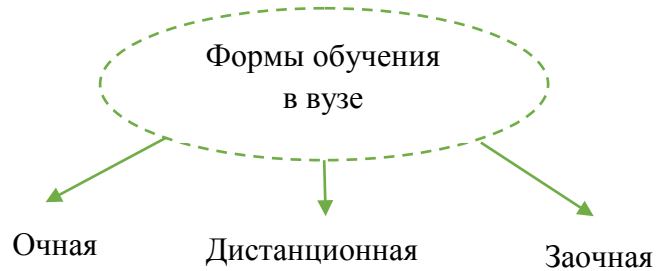 Формы обучения
в вузе
Очная
Дистанционная
Заочная